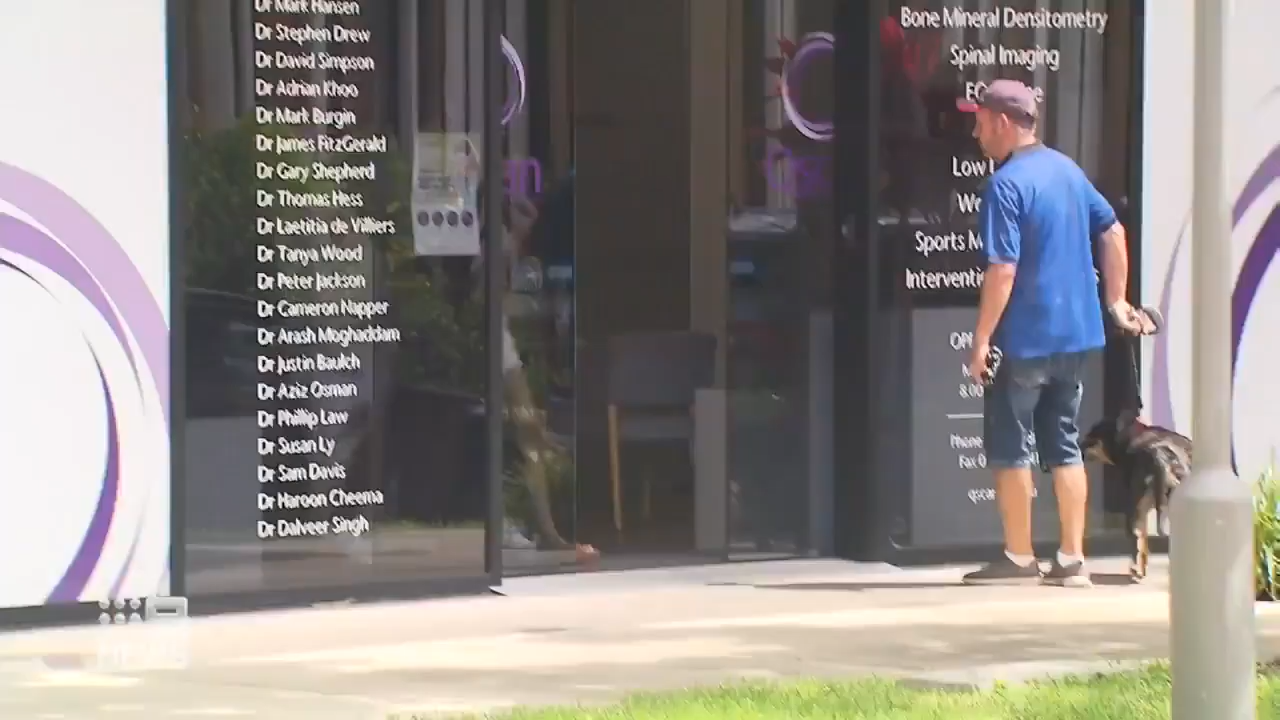 Dr Mark Hansen
Dr Stephen Drew
Dr David Simpson
Dr Adrian Khoo
Dr Mark Burgin
Dr James FitzGerald
Dr Gary Shepherd
Dr Thomas Hess
Dr Laetitia de Villiers
Dr Tanya Wood
Dr Peter Jackson
Dr Cameron Napper
Dr Arash Moghaddam
Dr Justin Baulch
Dr Aziz Osman
Dr Phillip Law
Dr Susan Ly
Dr Sam Davis
Dr Haroon Cheema
Dr Dalveer Singh
Bone Mineral Densitometry
Spinal Imaging
Low
Sports
Phone
Fax